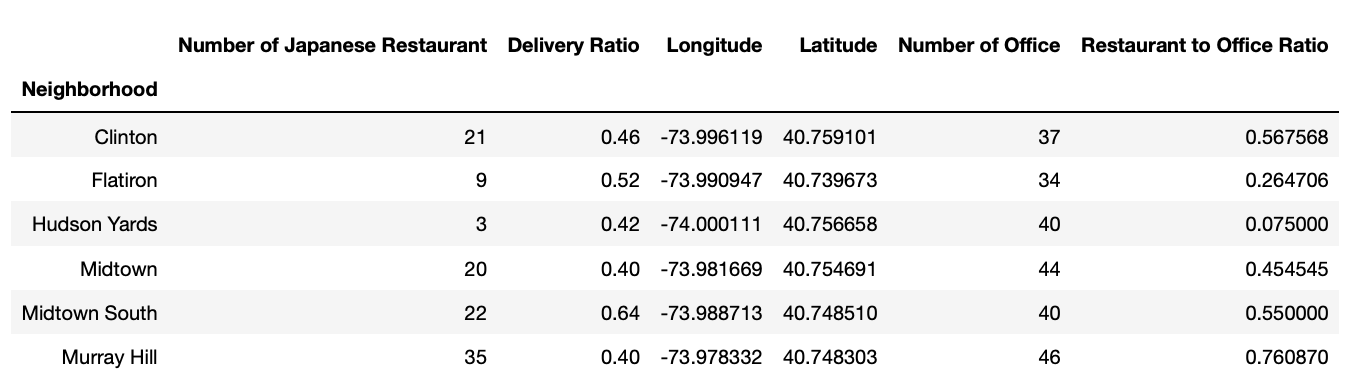 Number of Japanese Restaurant Delivery Ratio Longitude Latitude Number of Office Restaurant to Office Ratio
Neighborhood
Clinton 21 0.46 -73.996119 40.759101 37 0.567568
Flatiron 9 0.52 -73.990947 40.739673 34 0.264706
Hudson Yards 3 0.42 -74.000111 40.756658 40 0.075000
Midtown 20 0.40 -73.981669 40.754691 44 0.454545
Midtown South 22 0.64 -73.988713 40.748510 40 0.550000
Murray Hill 35 0.40 -73.978332 40.748303 46 0.760870